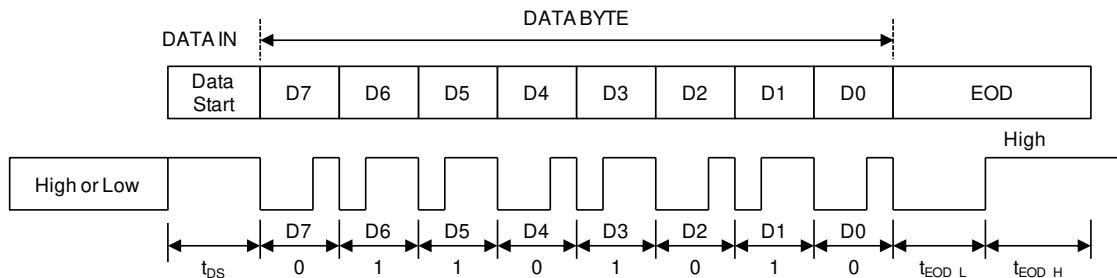 DATA BYTE
DATA IN
Data Start D7 D6 D5 D4 D3 D2 D1 D0 EOD
High
High or Low
D7 D6 D5 D4 D3 D2 D1 D0
tDS 0 1 1 0 1 0 1 0 tEOD_L tEOD_H